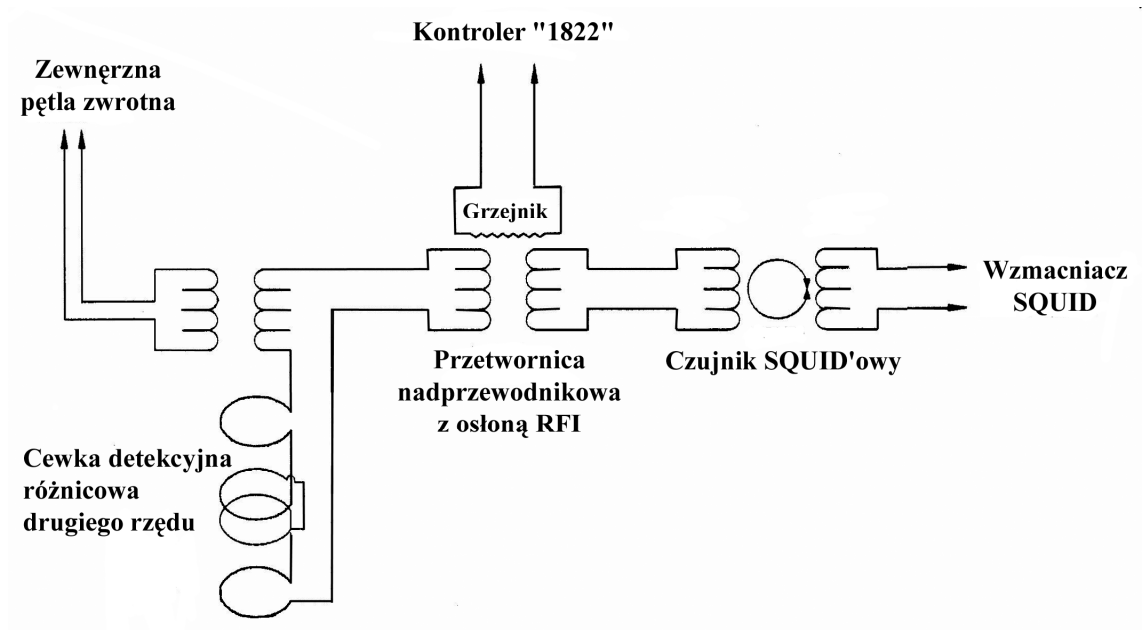 Kontroler "1822"
Zewnęrzna
pętla zwrotna
Grzejnik
Wzmacniacz
SQUID
Przetwornica
nadprzewodnikowa
z osłoną RFI
Czujnik SQUID'owy
Cewka detekcyjna
różnicowa
drugiego rzędu